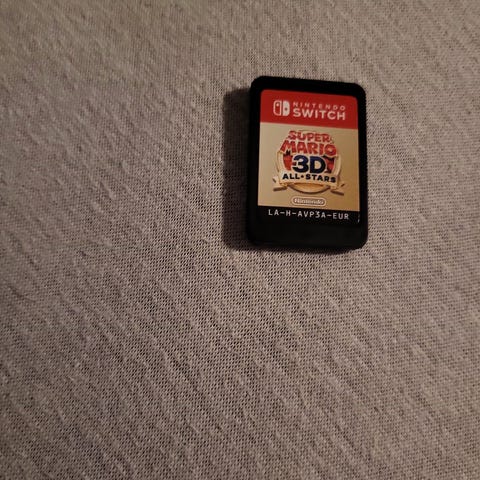 NINTENDO
SWITCH
SUPER
MARIO
3D
ALL★STARS
Nintendo
LA-H-AVP3A-EUR